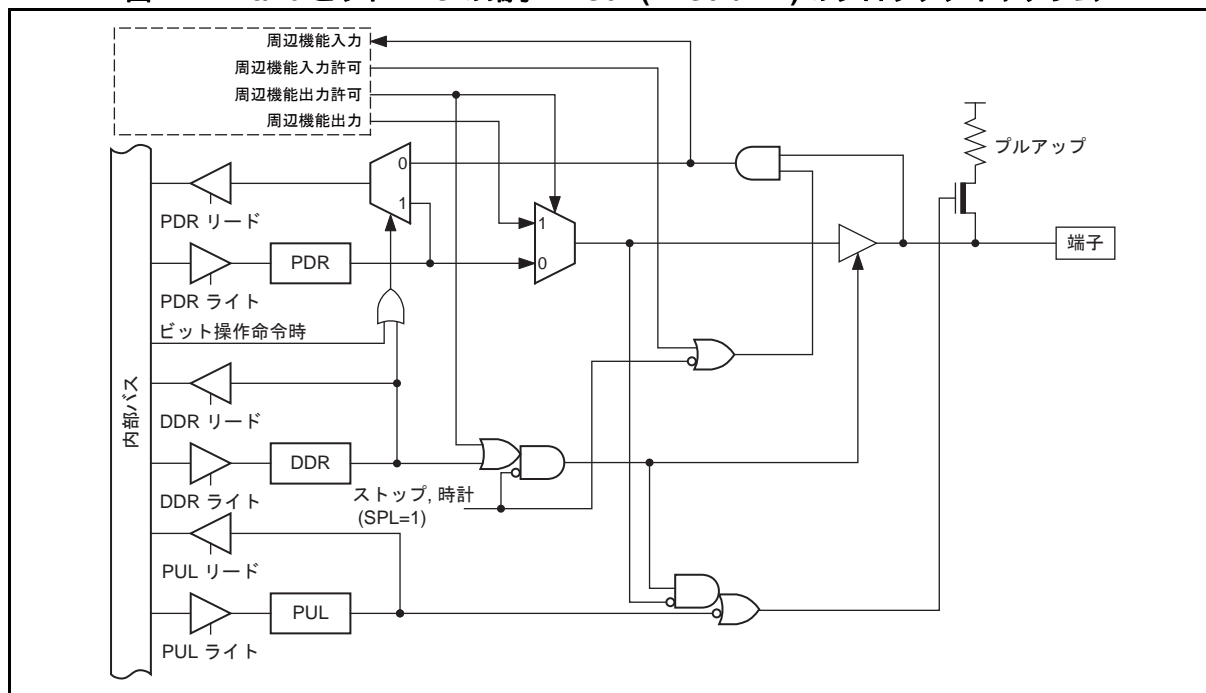 周辺機能入力
周辺機能入力許可
周辺機能出力許可
周辺機能出力
プルアップ
0
1
PDR リード
1
端子
PDR
0
PDR ライト
ビット操作命令時
内部バス
DDR リード
DDR
DDR ライト
ストップ, 時計
(SPL=1)
PUL リード
PUL
PUL ライト